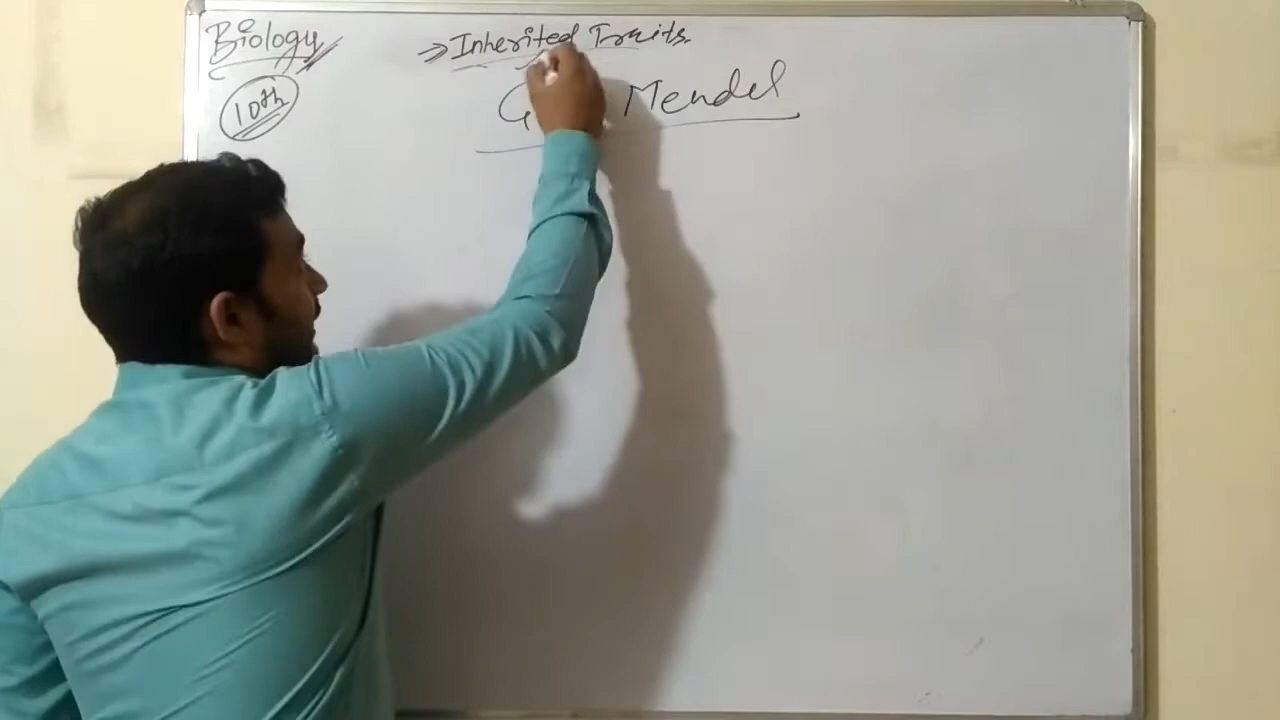 Biology
10th
⇒ Inherited Traits.
G Mendel